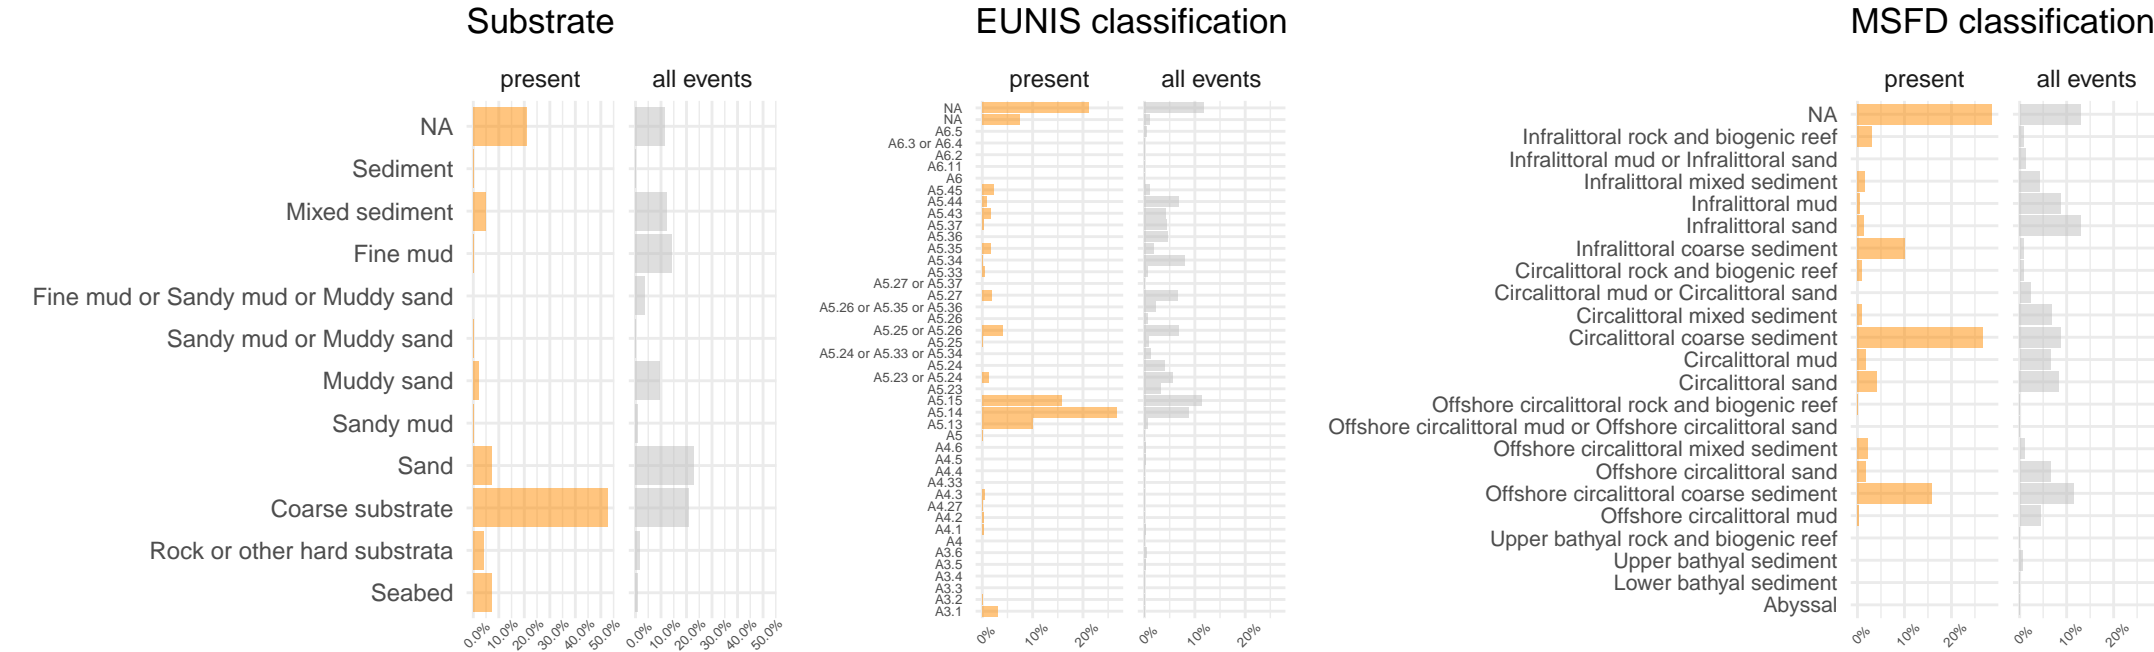 Substrate
present all events
NA
Sediment
Mixed sediment
Fine mud
Fine mud or Sandy mud or Muddy sand
Sandy mud or Muddy sand
Muddy sand
Sandy mud
Sand
Coarse substrate
Rock or other hard substrata
Seabed
0.0% 10.0% 20.0% 30.0% 40.0% 50.0% 0.0% 10.0% 20.0% 30.0% 40.0% 50.0%
EUNIS classification
present all events
NA
NA
A6.5
A6.3 or A6.4
A6.2
A6.11
A6
A5.45
A5.44
A5.43
A5.37
A5.36
A5.35
A5.34
A5.33
A5.27 or A5.37
A5.27
A5.26 or A5.35 or A5.36
A5.26
A5.25 or A5.26
A5.25
A5.24 or A5.33 or A5.34
A5.24
A5.23 or A5.24
A5.23
A5.15
A5.14
A5.13
A5
A4.6
A4.5
A4.4
A4.33
A4.3
A4.27
A4.2
A4.1
A4
A3.6
A3.5
A3.4
A3.3
A3.2
A3.1
0% 10% 20% 0% 10% 20%
MSFD classification
present all events
NA
Infralittoral rock and biogenic reef
Infralittoral mud or Infralittoral sand
Infralittoral mixed sediment
Infralittoral mud
Infralittoral sand
Infralittoral coarse sediment
Circalittoral rock and biogenic reef
Circalittoral mud or Circalittoral sand
Circalittoral mixed sediment
Circalittoral coarse sediment
Circalittoral mud
Circalittoral sand
Offshore circalittoral rock and biogenic reef
Offshore circalittoral mud or Offshore circalittoral sand
Offshore circalittoral mixed sediment
Offshore circalittoral sand
Offshore circalittoral coarse sediment
Offshore circalittoral mud
Upper bathyal rock and biogenic reef
Upper bathyal sediment
Lower bathyal sediment
Abyssal
0% 10% 20% 0% 10% 20%